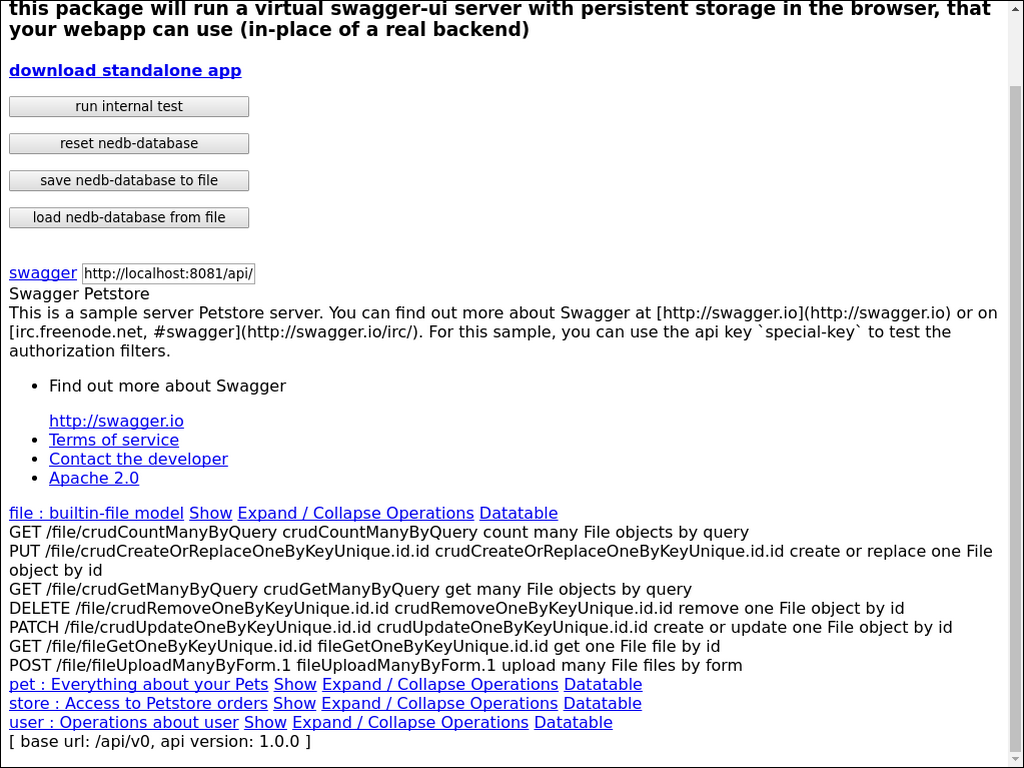 this package will run a virtual swagger-ui server with persistent storage in the browser, that
your webapp can use (in-place of a real backend)
download standalone app
run internal test
reset nedb-database
save nedb-database to file
load nedb-database from file
swagger http://localhost:8081/api/
Swagger Petstore
This is a sample server Petstore server. You can find out more about Swagger at [http://swagger.io](http://swagger.io) or on
[irc.freenode.net, #swagger](http://swagger.io/irc/). For this sample, you can use the api key `special-key` to test the
authorization filters.
• Find out more about Swagger
http://swagger.io
• Terms of service
• Contact the developer
• Apache 2.0
file : builtin-file model Show Expand / Collapse Operations Datatable
GET /file/crudCountManyByQuery crudCountManyByQuery count many File objects by query
PUT /file/crudCreateOrReplaceOneByKeyUnique.id.id crudCreateOrReplaceOneByKeyUnique.id.id create or replace one File
object by id
GET /file/crudGetManyByQuery crudGetManyByQuery get many File objects by query
DELETE /file/crudRemoveOneByKeyUnique.id.id crudRemoveOneByKeyUnique.id.id remove one File object by id
PATCH /file/crudUpdateOneByKeyUnique.id.id crudUpdateOneByKeyUnique.id.id create or update one File object by id
GET /file/fileGetOneByKeyUnique.id.id fileGetOneByKeyUnique.id.id get one File file by id
POST /file/fileUploadManyByForm.1 fileUploadManyByForm.1 upload many File files by form
pet : Everything about your Pets Show Expand / Collapse Operations Datatable
store : Access to Petstore orders Show Expand / Collapse Operations Datatable
user : Operations about user Show Expand / Collapse Operations Datatable
[ base url: /api/v0, api version: 1.0.0 ]